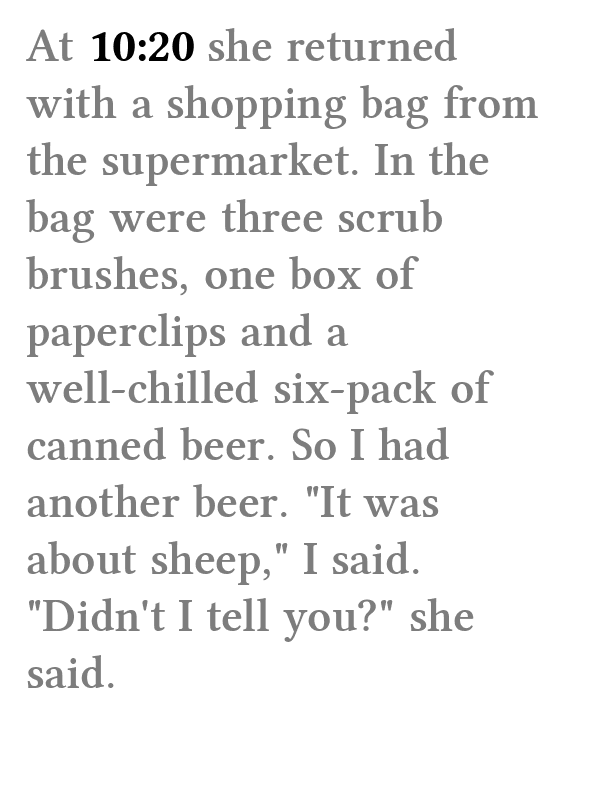 At 10:20 she returned
with a shopping bag from
the supermarket. In the
bag were three scrub
brushes, one box of
paperclips and a
well-chilled six-pack of
canned beer. So I had
another beer. "It was
about sheep," I said.
"Didn't I tell you?" she
said.